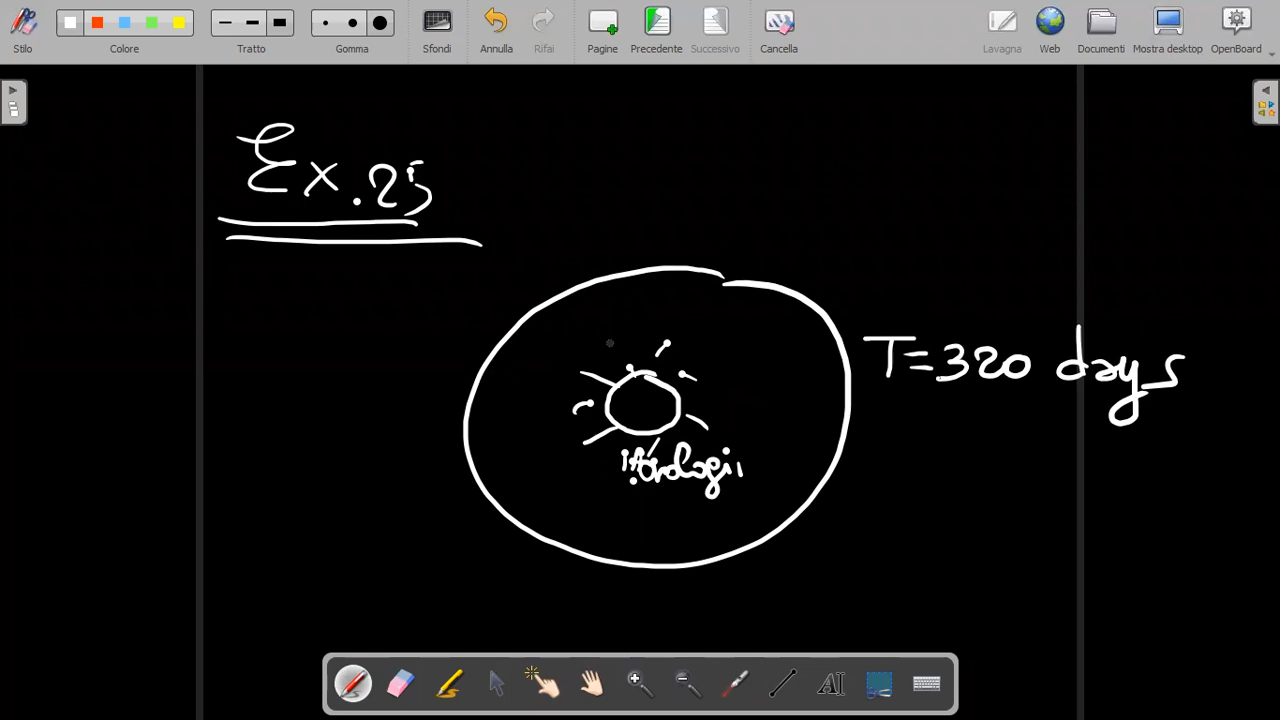 Stilo Colore Tratto Gomma Sfondi Annulla Rifai Pagine Precedente Successivo Cancella Lavagna Web Documenti Mostra desktop OpenBoard
Ex.25
T=320 days